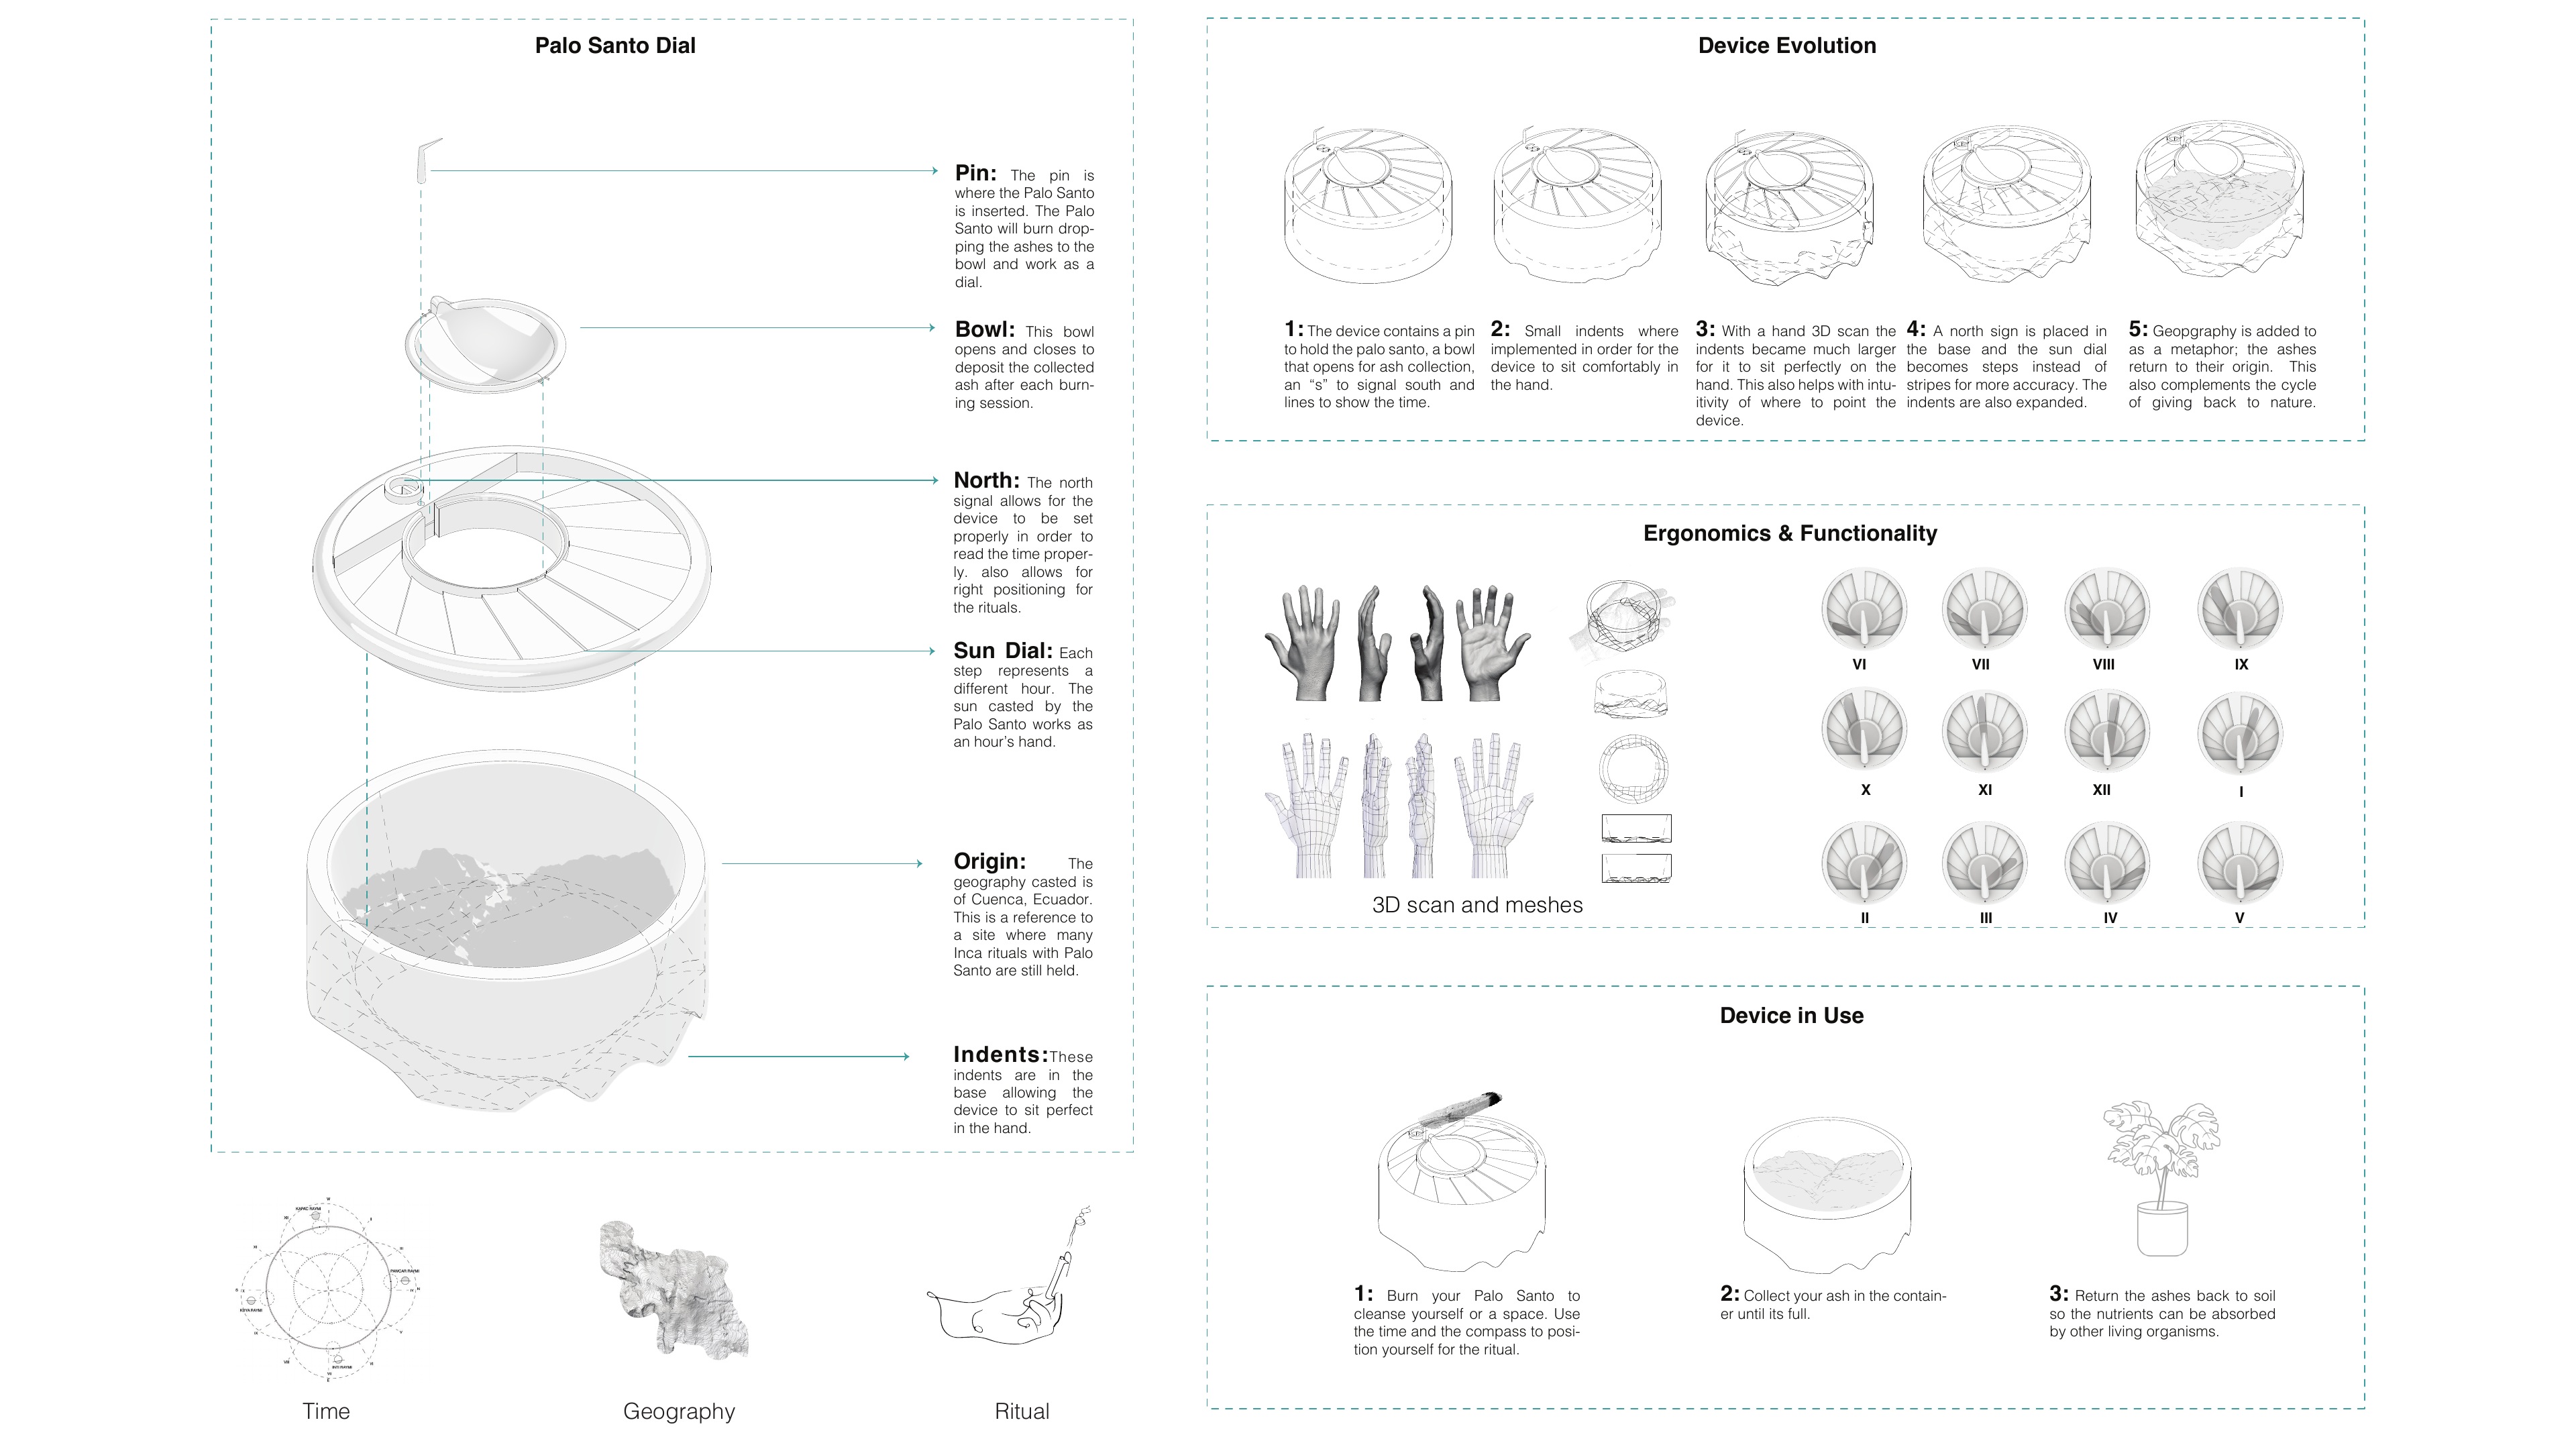 Palo Santo Dial
Pin: The pin is
where the Palo Santo
is inserted. The Palo
Santo will burn drop-
ping the ashes to the
bowl and work as a
dial.
Bowl: This bowl
opens and closes to
deposit the collected
ash after each burn-
ing session.
North: The north
signal allows for the
device to be set
properly in order to
read the time proper-
ly. also allows for
right positioning for
the rituals.
Sun Dial: Each
step represents a
different hour. The
sun casted by the
Palo Santo works as
an hour's hand.
Origin: The
geography casted is
of Cuenca, Ecuador.
This is a reference to
a site where many
Inca rituals with Palo
Santo are still held.
Indents:These
indents are in the
base allowing the
device to sit perfect
in the hand.
KAPAC RAYMI
Time
Geography
Ritual
Device Evolution
1: The device contains a pin
to hold the palo santo, a bowl
that opens for ash collection,
an “s” to signal south and
lines to show the time.
2: Small indents where
implemented in order for the
device to sit comfortably in
the hand.
3: With a hand 3D scan the
indents became much larger
for it to sit perfectly on the
hand. This also helps with intu-
itivity of where to point the
device.
4: A north sign is placed in
the base and the sun dial
becomes steps instead of
stripes for more accuracy. The
indents are also expanded.
5: Geopgraphy is added to
as a metaphor; the ashes
return to their origin. This
also complements the cycle
of giving back to nature.
Ergonomics & Functionality
3D scan and meshes
VI
VII
VIII
IX
X
XI
XII
I
II
III
IV
V
Device in Use
1: Burn your Palo Santo to
cleanse yourself or a space. Use
the time and the compass to posi-
tion yourself for the ritual.
2: Collect your ash in the contain-
er until its full.
3: Return the ashes back to soil
so the nutrients can be absorbed
by other living organisms.